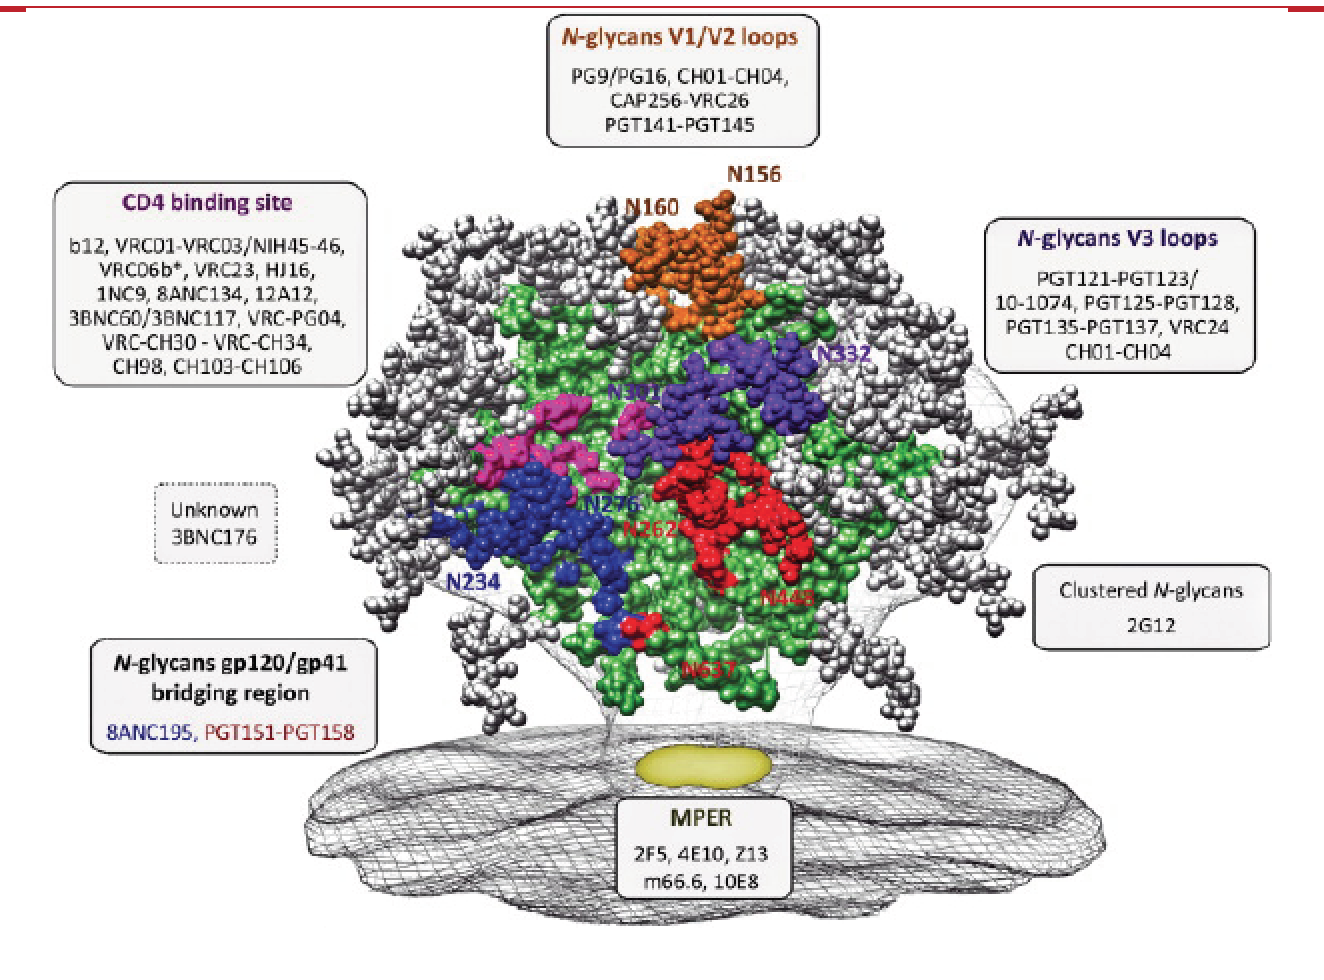 N-glycans V1/V2 loops
PG9/PG16, CH01-CH04,
CAP256-VRC26
PGT141-PGT145
N156
N160
CD4 binding site
b12, VRC01-VRC03/NIH45-46,
VRC06b*, VRC23, HJ16,
1NC9, 8ANC134, 12A12,
3BNC60/3BNC117, VRC-PG04,
VRC-CH30 - VRC-CH34,
CH98, CH103-CH106
N-glycans V3 loops
PGT121-PGT123/
10-1074, PGT125-PGT128,
PGT135-PGT137, VRC24
CH01-CH04
N332
N301
N276
N262
Unknown
3BNC176
N234
N448
Clustered N-glycans
2G12
N637
N-glycans gp120/gp41
bridging region
8ANC195, PGT151-PGT158
MPER
2F5, 4E10, Z13
m66.6, 10E8